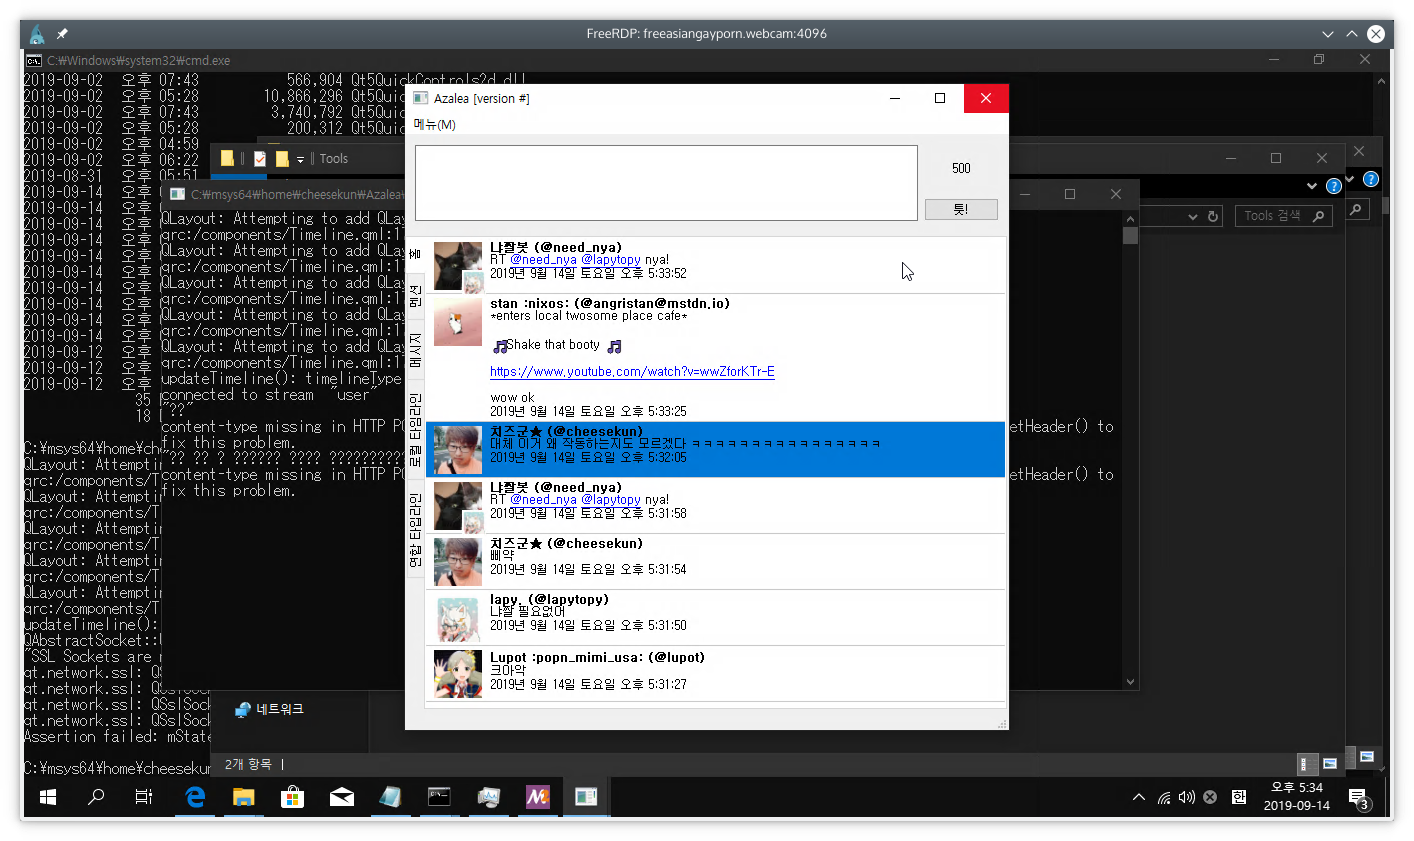 FreeRDP: freeasiangayporn.webcam:4096
C:₩Windows₩system32₩cmd.exe
2019-09-02 오후 07:43 566,904 Qt5QuickControls2d.dll
2019-09-02 오후 05:28 10,866,296 Qt5Quic
2019-09-02 오후 07:43 3,740,792 Qt5Quic
2019-09-02 오후 05:28 200,312 Qt5Qu
2019-09-02 오후 04:59
2019-09-02 오후 06:22
2019-08-31 오후 05:51
2019-09-14 오후
2019-09-14 오후
2019-09-14 오후
2019-09-14 오후
2019-09-14 오후
2019-09-14 오후
2019-09-14 오후
2019-09-14 오후
2019-09-14 오후
2019-09-14 오후
2019-09-12 오후
2019-09-12 오후
2019-09-12 오후
35
18
C:₩msys64₩home₩ch
QLayout: Attemptin
qrc:/components/T
QLayout: Attemptin
qrc:/components/T
QLayout: Attemptin
qrc:/components/T
QLayout: Attemptin
qrc:/components/T
QLayout: Attemptin
qrc:/components/T
updateTimeline():
QAbstractSocket::
"SSL Sockets are
qt.network.ssl: QSslSock
qt.network.ssl: QSslSock
qt.network.ssl: QSslSock
qt.network.ssl: QSslSock
Assertion failed: mState
C:₩msys64₩home₩cheesekun
Tools
Tools 검색
네트워크
2개 항목
C:₩msys64₩home₩cheesekun₩Azalea₩
QLayout: Attempting to add QLay
qrc:/components/Timeline.qml:17
QLayout: Attempting to add QLay
qrc:/components/Timeline.qml:17
QLayout: Attempting to add QLay
qrc:/components/Timeline.qml:17
QLayout: Attempting to add QLay
qrc:/components/Timeline.qml:17
QLayout: Attempting to add QLay
qrc:/components/Timeline.qml:17
updateTimeline(): timelineType
connected to stream "user"
"??"
content-type missing in HTTP PO etHeader() to
fix this problem.
"?? ?? ? ?????? ???? ??????????
content-type missing in HTTP PO etHeader() to
fix this problem.
Azalea [version #]
메뉴(M)
500
툿!
홈
멘션
메시지
로컬 타임라인
연합 타임라인
냐짤봇 (@need_nya)
RT @need_nya @lapytopy nya!
2019년 9월 14일 토요일 오후 5:33:52
stan :nixos: (@angristan@mstdn.io)
*enters local twosome place cafe*
🎵Shake that booty 🎵
https://www.youtube.com/watch?v=wwZforKTr-E
wow ok
2019년 9월 14일 토요일 오후 5:33:25
치즈군★ (@cheesekun)
대체 이거 왜 작동하는지도 모르겠다 ㅋㅋㅋㅋㅋㅋㅋㅋㅋㅋㅋㅋㅋㅋㅋㅋ
2019년 9월 14일 토요일 오후 5:32:05
냐짤봇 (@need_nya)
RT @need_nya @lapytopy nya!
2019년 9월 14일 토요일 오후 5:31:58
치즈군★ (@cheesekun)
삐약
2019년 9월 14일 토요일 오후 5:31:54
lapy. (@lapytopy)
냐짤 필요없어
2019년 9월 14일 토요일 오후 5:31:50
Lupot :popn_mimi_usa: (@lupot)
크아악
2019년 9월 14일 토요일 오후 5:31:27
한
오후 5:34
2019-09-14
3